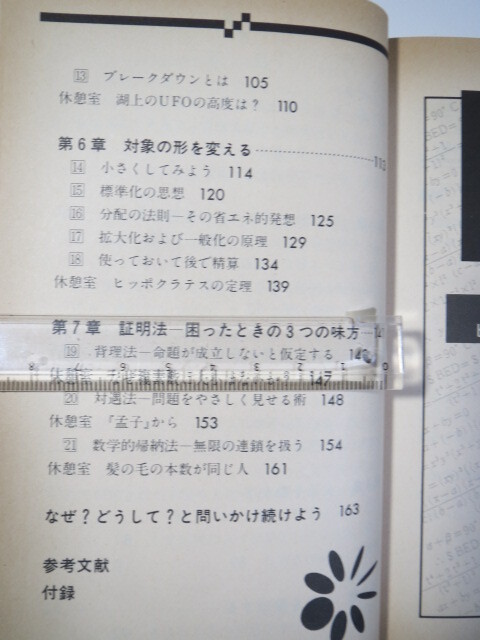 13 ブレークダウンとは 105
休憩室 湖上のUFOの高度は? 110
第6章 対象の形を変える
14 小さくしてみよう 114
15 標準化の思想 120
16 分配の法則—その省エネ的発想 125
17 拡大化および一般化の原理 129
18 使っておいて後で精算 134
休憩室 ヒッポクラテスの定理 139
第7章 証明法—困ったときの3つの味方
19 背理法—命題が成立しないと仮定する
休憩室 147
20 対遇法—問題をやさしく見せる術 148
休憩室 『孟子』から 153
21 数学的帰納法—無限の連鎖を扱う 154
休憩室 髪の毛の本数が同じ人 161
なぜ?どうして?と問いかけ続けよう 163
参考文献
付録